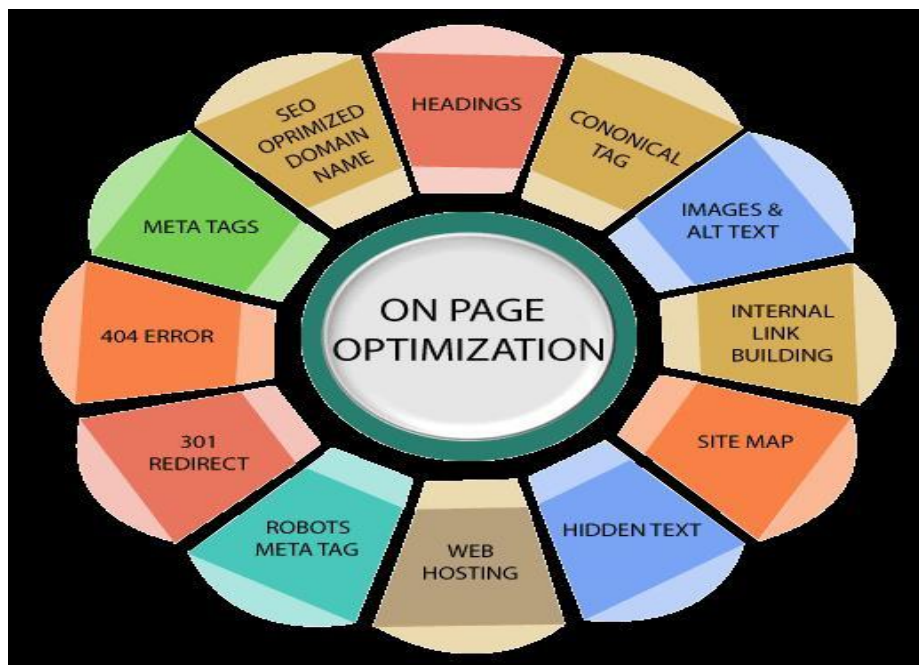 ON PAGE
OPTIMIZATION
HEADINGS
CONONICAL
TAG
IMAGES &
ALT TEXT
INTERNAL
LINK
BUILDING
SITE MAP
HIDDEN TEXT
WEB
HOSTING
ROBOTS
META TAG
301
REDIRECT
404 ERROR
META TAGS
SEO
OPRIMIZED
DOMAIN
NAME